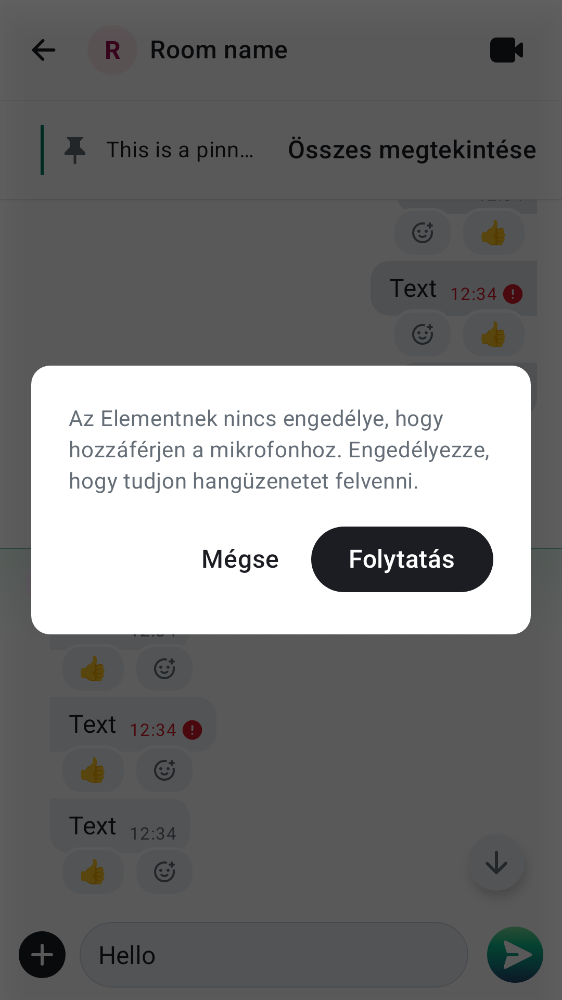 R Room name
This is a pinn... Összes megtekintése
Text 12:34
Az Elementnek nincs engedélye, hogy
hozzáférjen a mikrofonhoz. Engedélyezze,
hogy tudjon hangüzenetet felvenni.
Mégse Folytatás
Text 12:34
Text 12:34
Hello